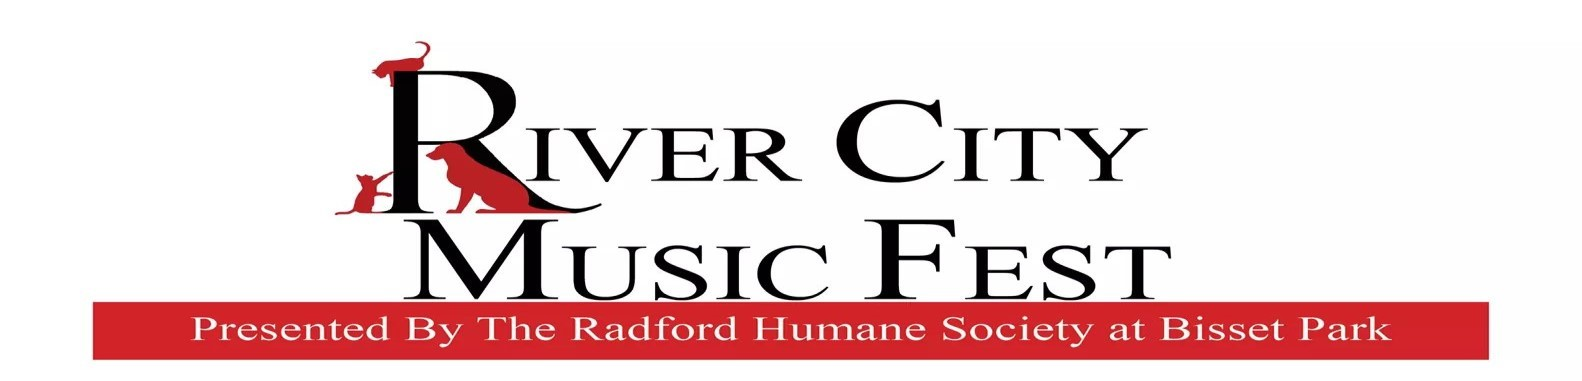 RIVER CITY
MUSIC FEST
Presented By The Radford Humane Society at Bisset Park